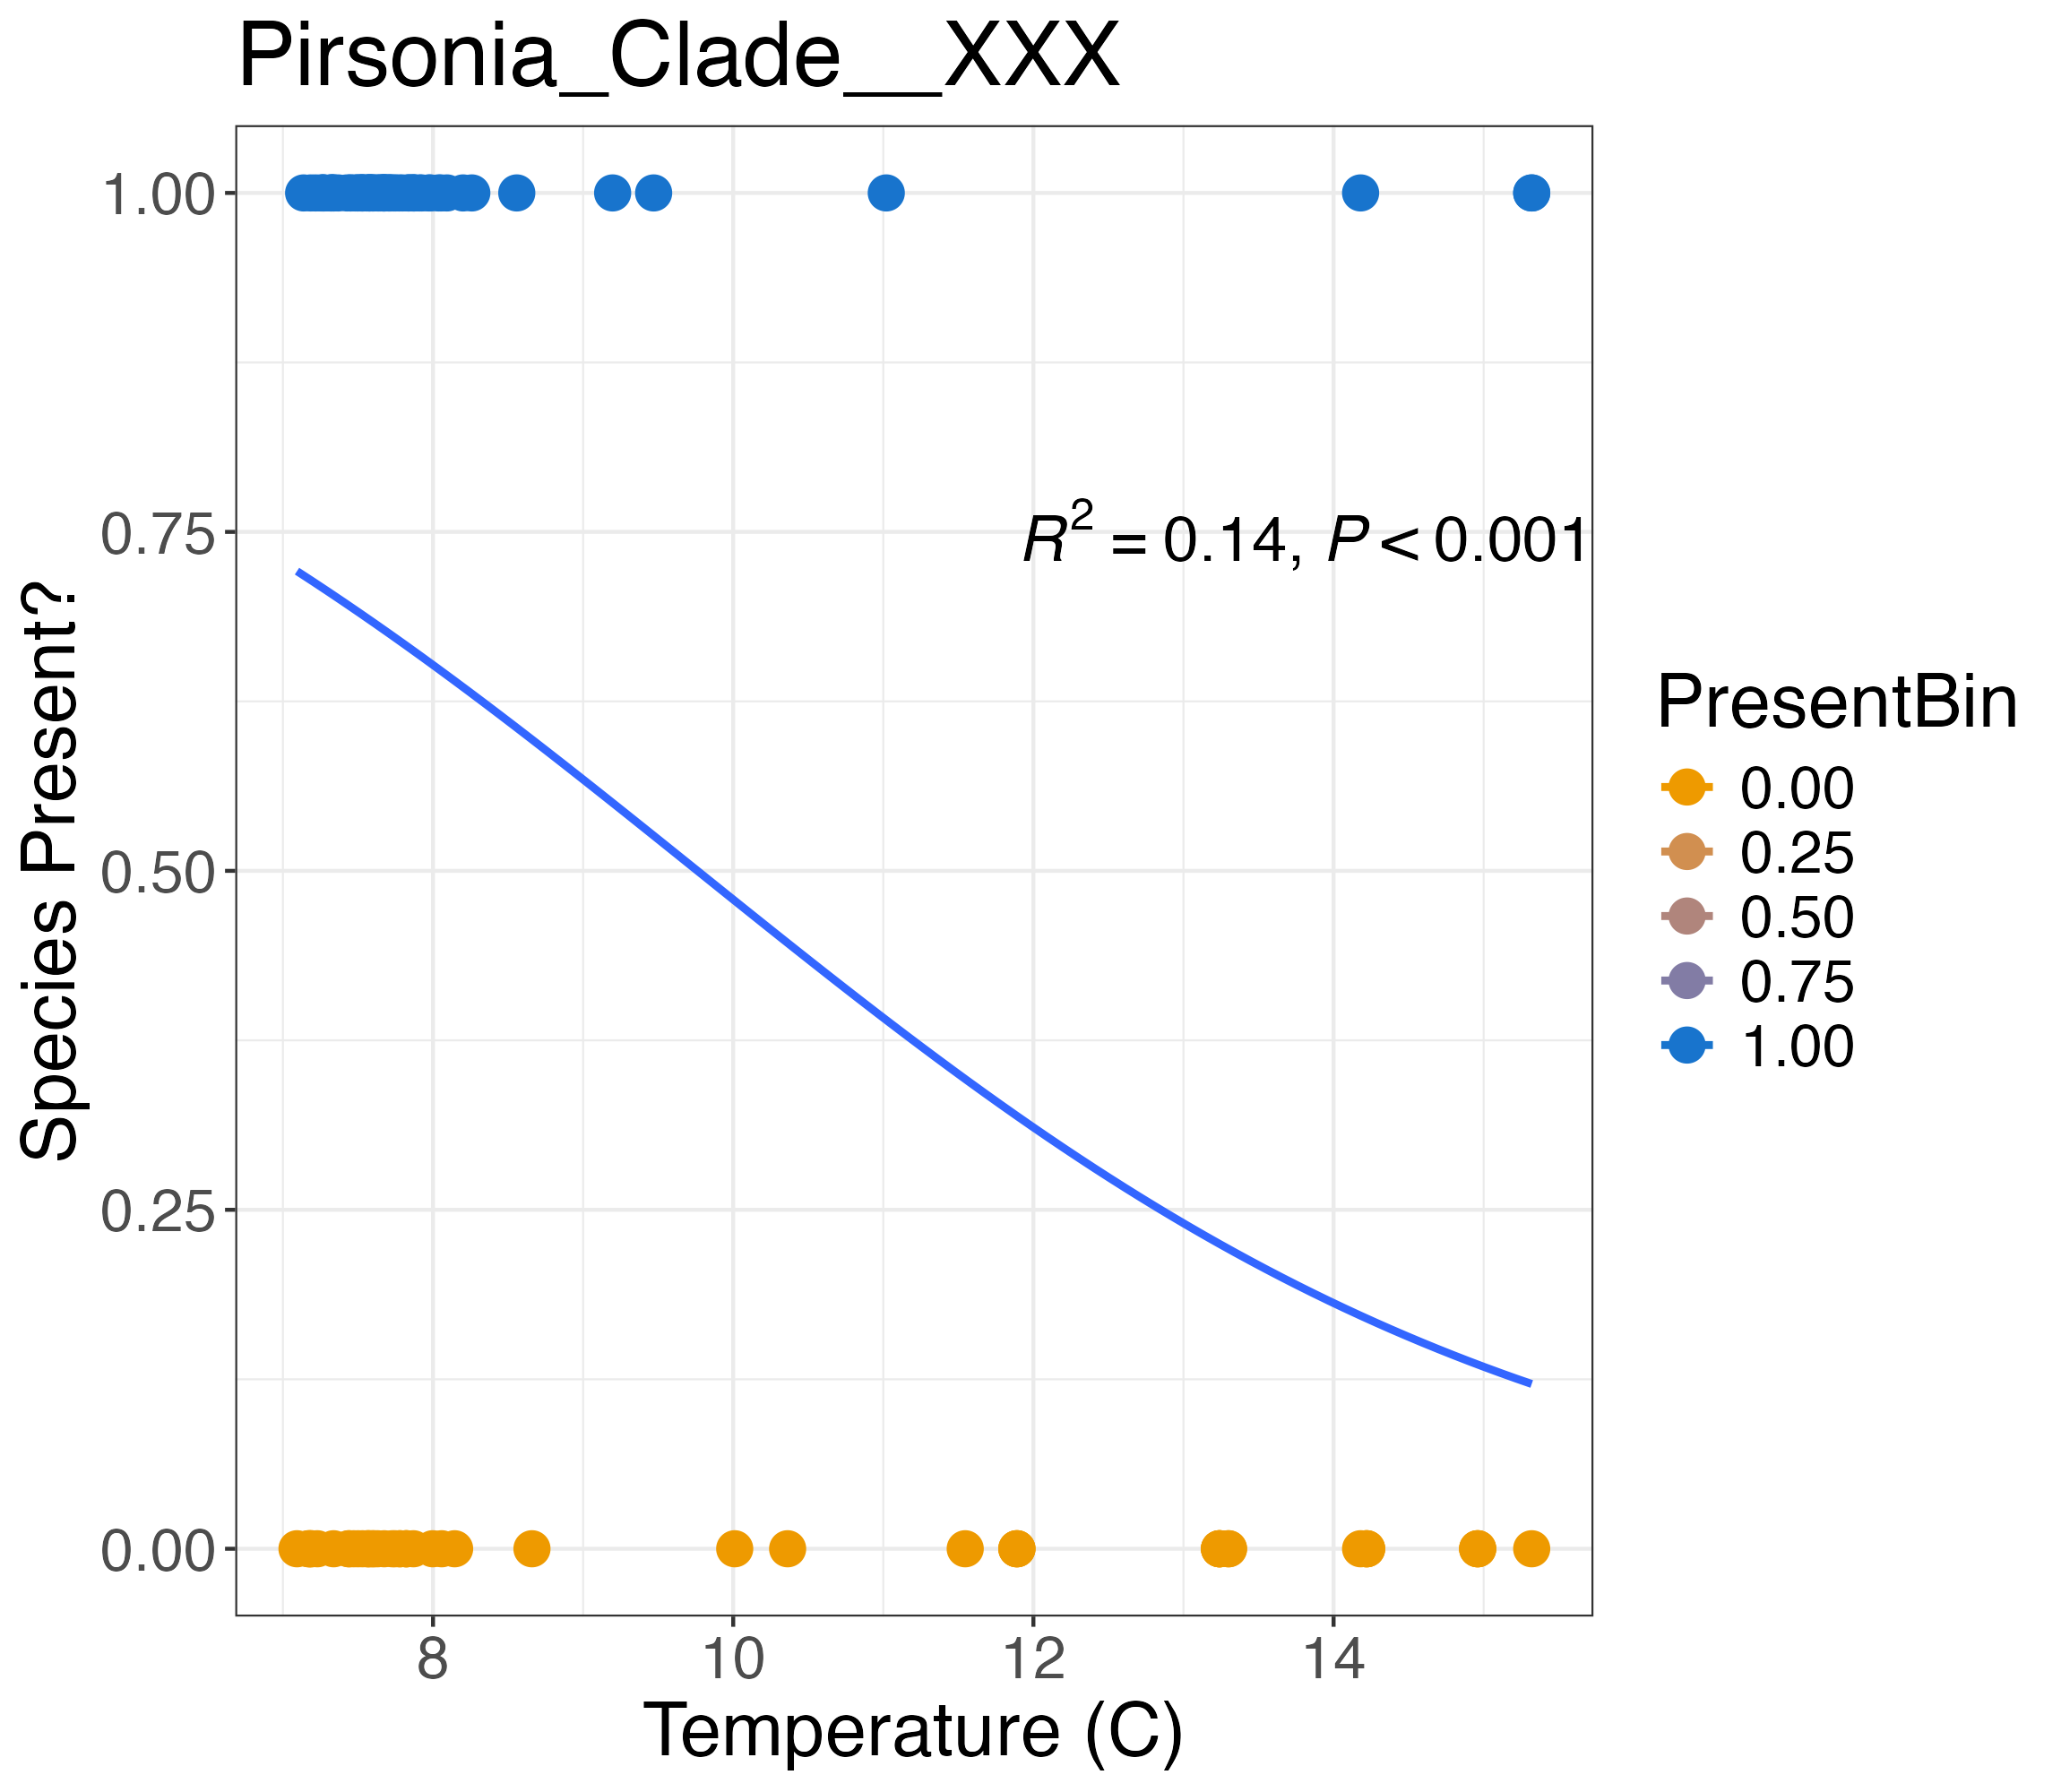 Pirsonia_Clade__XXX
1.00
0.75
0.50
0.25
0.00
Species Present?
R² = 0.14, P < 0.001
8 10 12 14
Temperature (C)
PresentBin
0.00
0.25
0.50
0.75
1.00